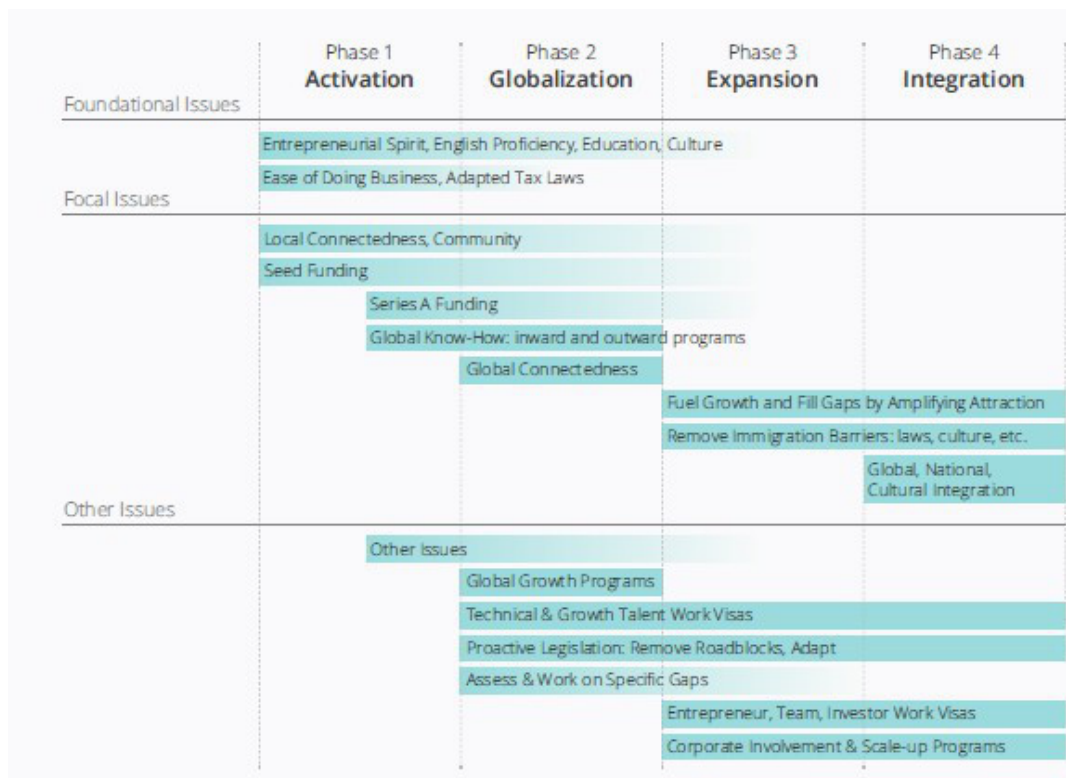 Phase 1
Activation
Phase 2
Globalization
Phase 3
Expansion
Phase 4
Integration
Foundational Issues
Entrepreneurial Spirit, English Proficiency, Education, Culture
Ease of Doing Business, Adapted Tax Laws
Focal Issues
Local Connectedness, Community
Seed Funding
Series A Funding
Global Know-How: inward and outward programs
Global Connectedness
Fuel Growth and Fill Gaps by Amplifying Attraction
Remove Immigration Barriers: laws, culture, etc.
Global, National,
Cultural Integration
Other Issues
Other Issues
Global Growth Programs
Technical & Growth Talent Work Visas
Proactive Legislation: Remove Roadblocks, Adapt
Assess & Work on Specific Gaps
Entrepreneur, Team, Investor Work Visas
Corporate Involvement & Scale-up Programs